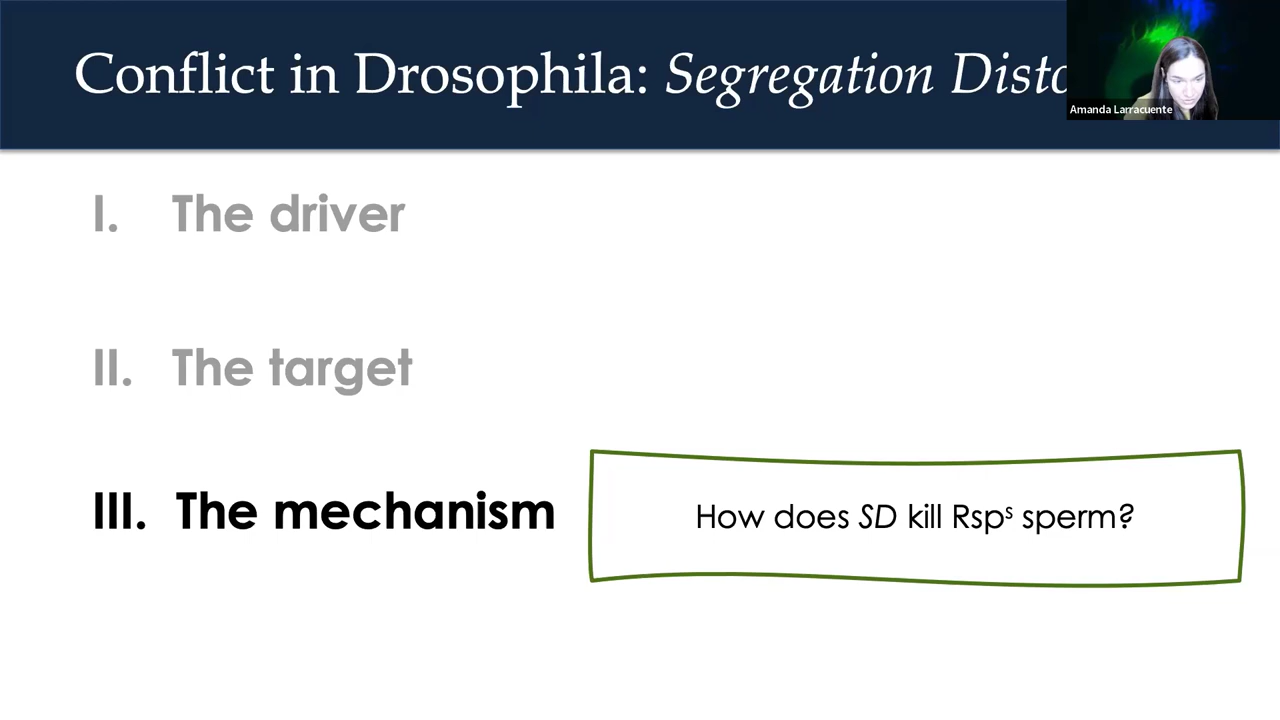 Conflict in Drosophila: Segregation Disto
Amanda Larracuente
I. The driver
II. The target
III. The mechanism
How does SD kill Rspˢ sperm?